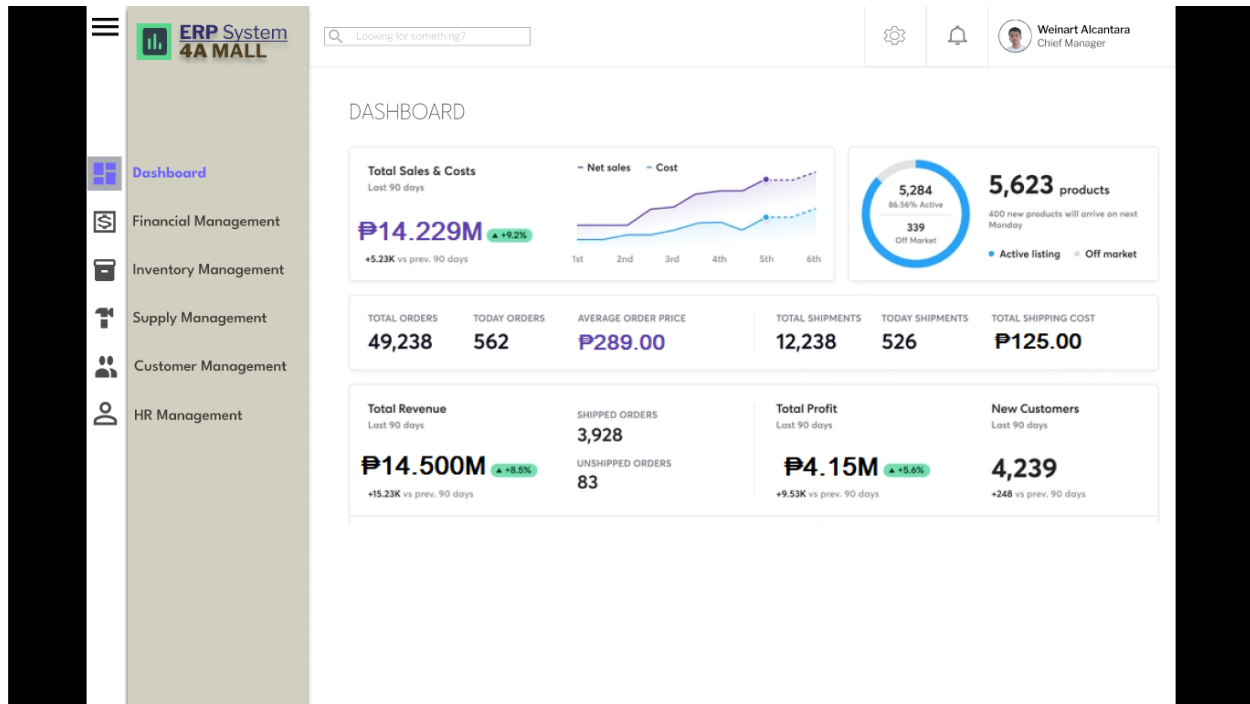 ERP System
4A MALL
Looking for something?
Weinart Alcantara
Chief Manager
DASHBOARD
Dashboard
Financial Management
Inventory Management
Supply Management
Customer Management
HR Management
Total Sales & Costs
Last 90 days
₱14.229M ▲ +9.2%
+5.23K vs prev. 90 days
Net sales Cost
1st 2nd 3rd 4th 5th 6th
5,284
86.56% Active
339
Off Market
5,623 products
400 new products will arrive on next
Monday
Active listing Off market
TOTAL ORDERS TODAY ORDERS AVERAGE ORDER PRICE TOTAL SHIPMENTS TODAY SHIPMENTS TOTAL SHIPPING COST
49,238 562 ₱289.00 12,238 526 ₱125.00
Total Revenue
Last 90 days
₱14.500M ▲ +8.5%
+15.23K vs prev. 90 days
SHIPPED ORDERS
3,928
UNSHIPPED ORDERS
83
Total Profit
Last 90 days
₱4.15M ▲ +5.6%
+9.53K vs prev. 90 days
New Customers
Last 90 days
4,239
+248 vs prev. 90 days